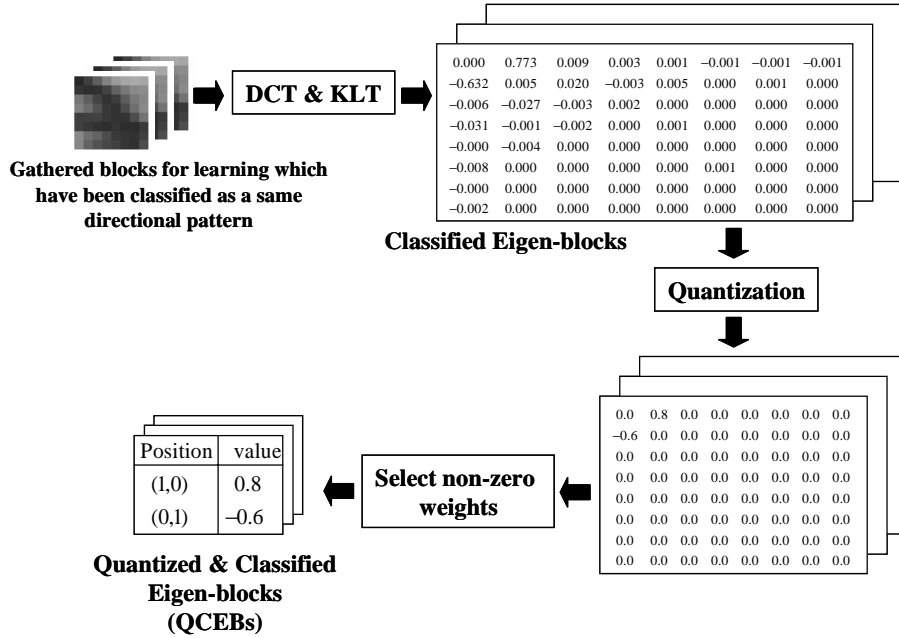 DCT & KLT
Gathered blocks for learning which
have been classified as a same
directional pattern
0.000 0.773 0.009 0.003 0.001 −0.001 −0.001 −0.001
−0.632 0.005 0.020 −0.003 0.005 0.000 0.001 0.000
−0.006 −0.027 −0.003 0.002 0.000 0.000 0.000 0.000
−0.031 −0.001 −0.002 0.000 0.001 0.000 0.000 0.000
−0.000 −0.004 0.000 0.000 0.000 0.000 0.000 0.000
−0.008 0.000 0.000 0.000 0.000 0.001 0.000 0.000
−0.000 0.000 0.000 0.000 0.000 0.000 0.000 0.000
−0.002 0.000 0.000 0.000 0.000 0.000 0.000 0.000
Classified Eigen-blocks
Quantization
0.0 0.8 0.0 0.0 0.0 0.0 0.0 0.0
−0.6 0.0 0.0 0.0 0.0 0.0 0.0 0.0
0.0 0.0 0.0 0.0 0.0 0.0 0.0 0.0
0.0 0.0 0.0 0.0 0.0 0.0 0.0 0.0
0.0 0.0 0.0 0.0 0.0 0.0 0.0 0.0
0.0 0.0 0.0 0.0 0.0 0.0 0.0 0.0
0.0 0.0 0.0 0.0 0.0 0.0 0.0 0.0
0.0 0.0 0.0 0.0 0.0 0.0 0.0 0.0
Select non-zero
weights
Position value
(1,0) 0.8
(0,1) −0.6
Quantized & Classified
Eigen-blocks
(QCEBs)